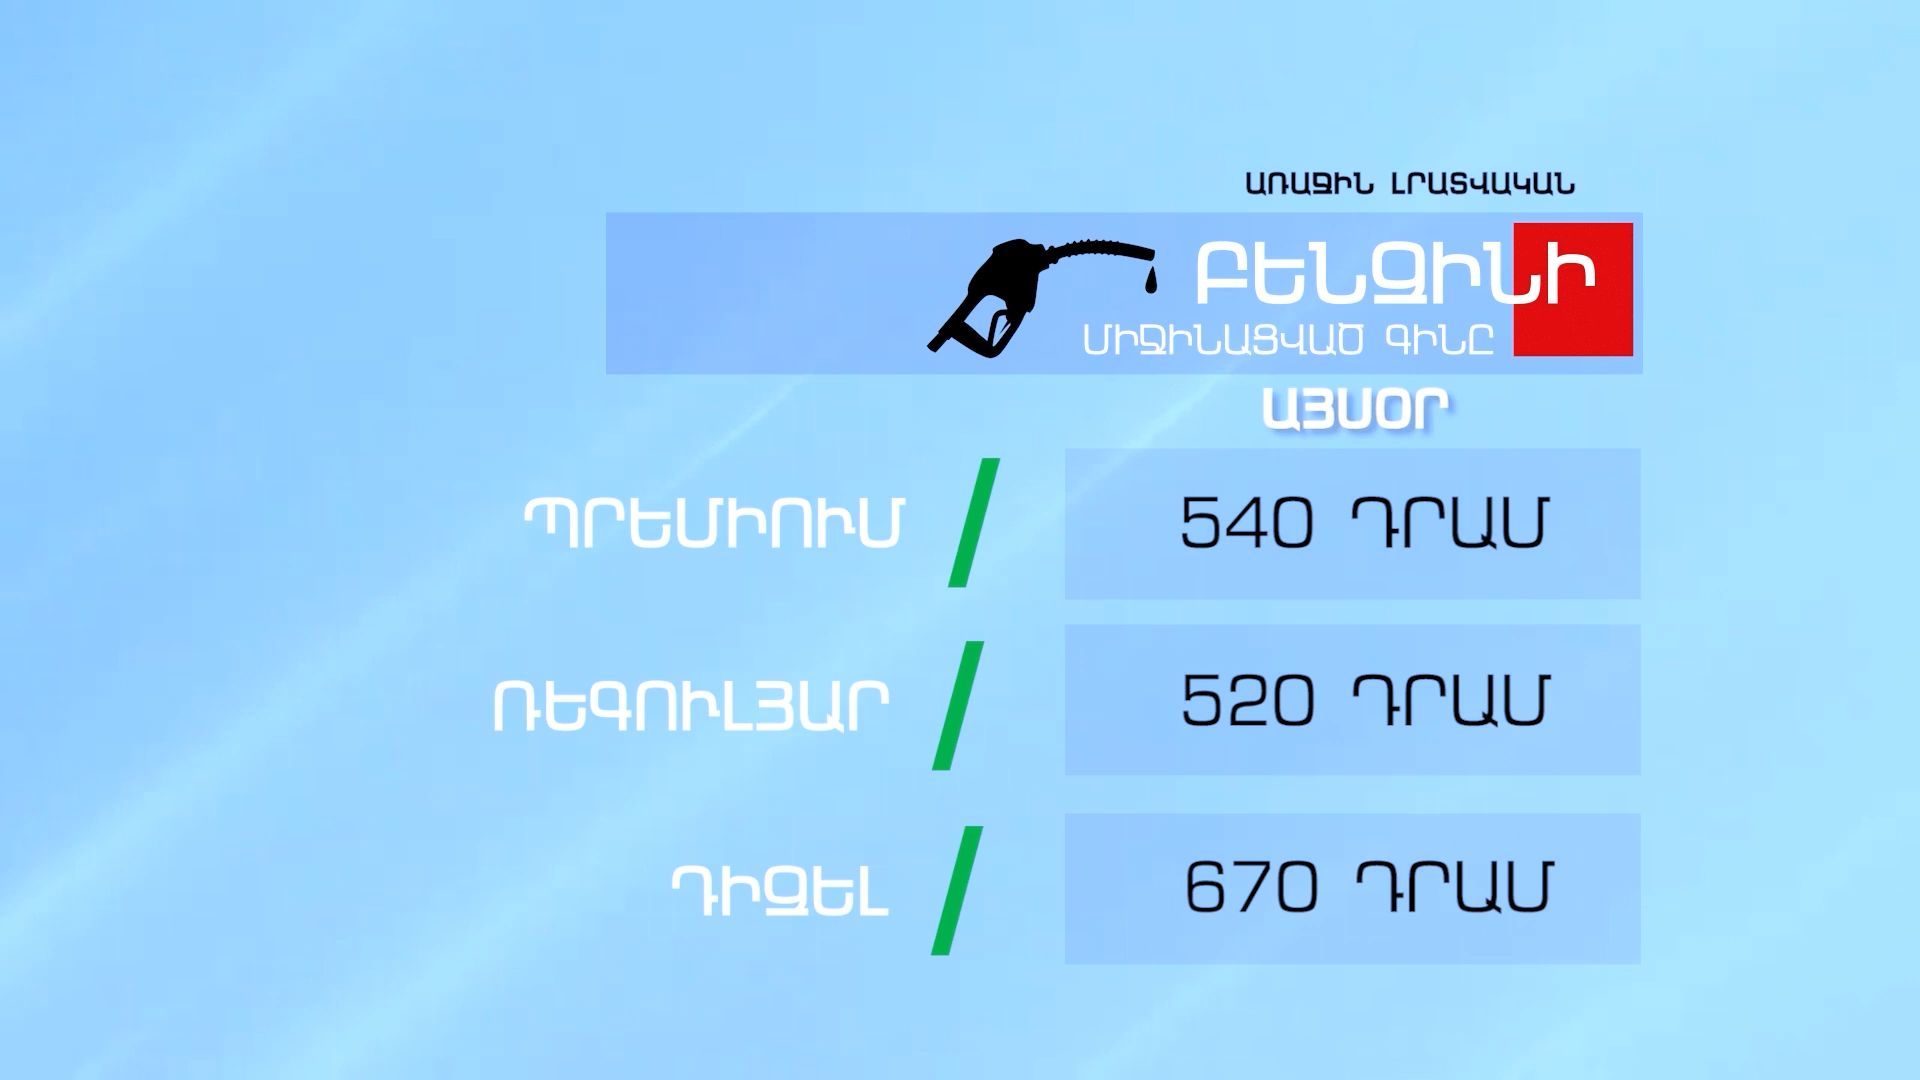 ԱՌԱՋԻՆ ԼՐԱՏՎԱԿԱՆ
ԲԵՆԶԻՆԻ
ՄԻՋԻՆԱՑՎԱԾ ԳԻՆԸ
ԱՅՍՕՐ
ՊՐԵՄԻՈՒՄ / 540 ԴՐԱՄ
ՌԵԳՈՒԼՅԱՐ / 520 ԴՐԱՄ
ԴԻԶԵԼ / 670 ԴՐԱՄ